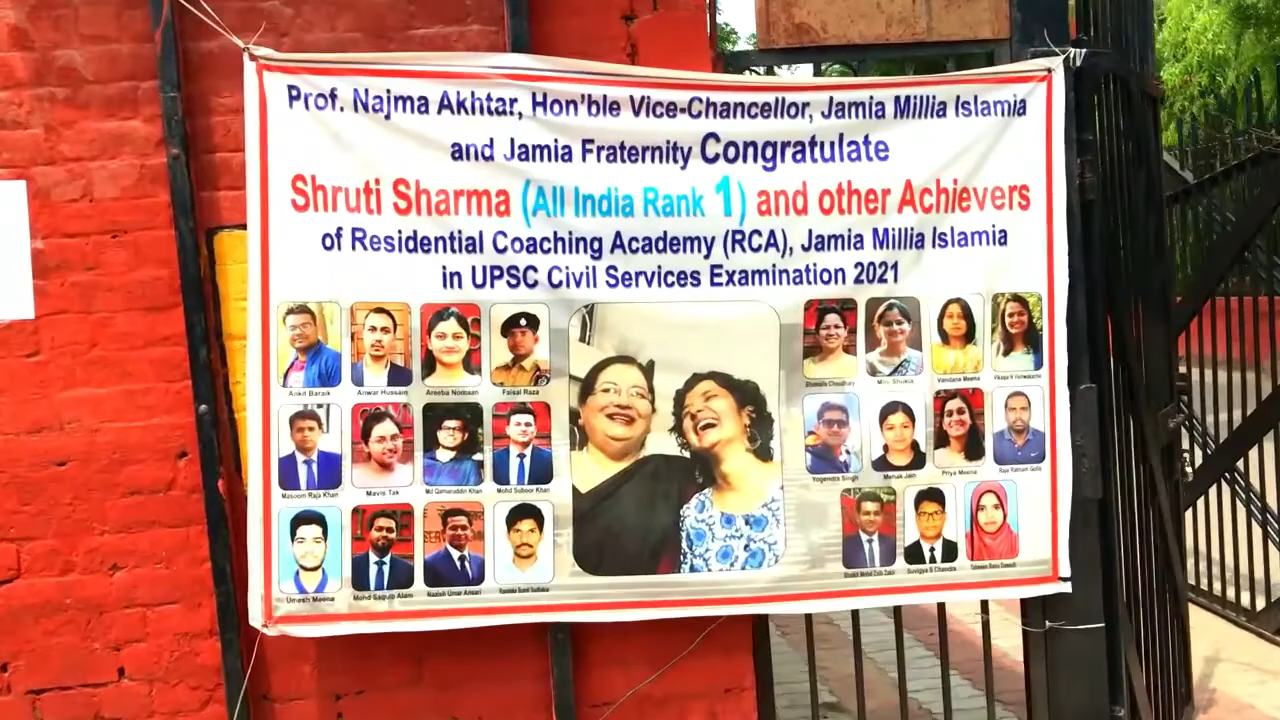 Prof. Najma Akhtar, Hon'ble Vice-Chancellor, Jamia Millia Islamia
and Jamia Fraternity Congratulate
Shruti Sharma (All India Rank 1) and other Achievers
of Residential Coaching Academy (RCA), Jamia Millia Islamia
in UPSC Civil Services Examination 2021
Ankit Baraik Anwar Hussain Areeba Nomaan Faisal Raza
Masoom Raja Khan Mavis Tak Md Qamaruddin Khan Mohd Suboor Khan
Umesh Meena Mohd Saquib Alam Nazish Umar Ansari
Shumaila Choudhary Mini Shukla Vandana Meena
Yogendra Singh Mehak Jain Priya Meena Raja Ratnam Golla
Suvigya S Chandra